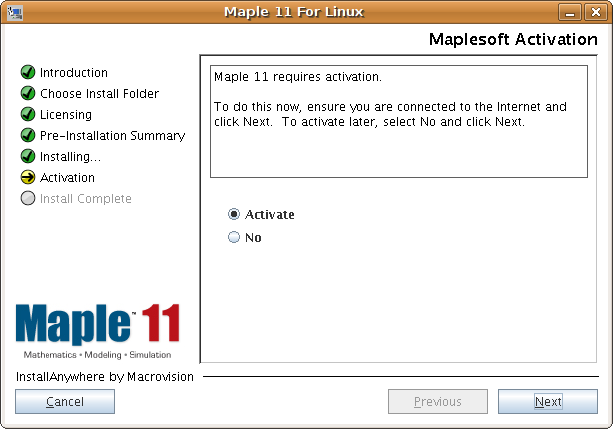 Maple 11 For Linux
Maplesoft Activation
Introduction
Choose Install Folder
Licensing
Pre-Installation Summary
Installing...
Activation
Install Complete
Maple 11 requires activation.
To do this now, ensure you are connected to the Internet and
click Next. To activate later, select No and click Next.
Activate
No
Maple™ 11
Mathematics • Modeling • Simulation
InstallAnywhere by Macrovision
Cancel
Previous
Next